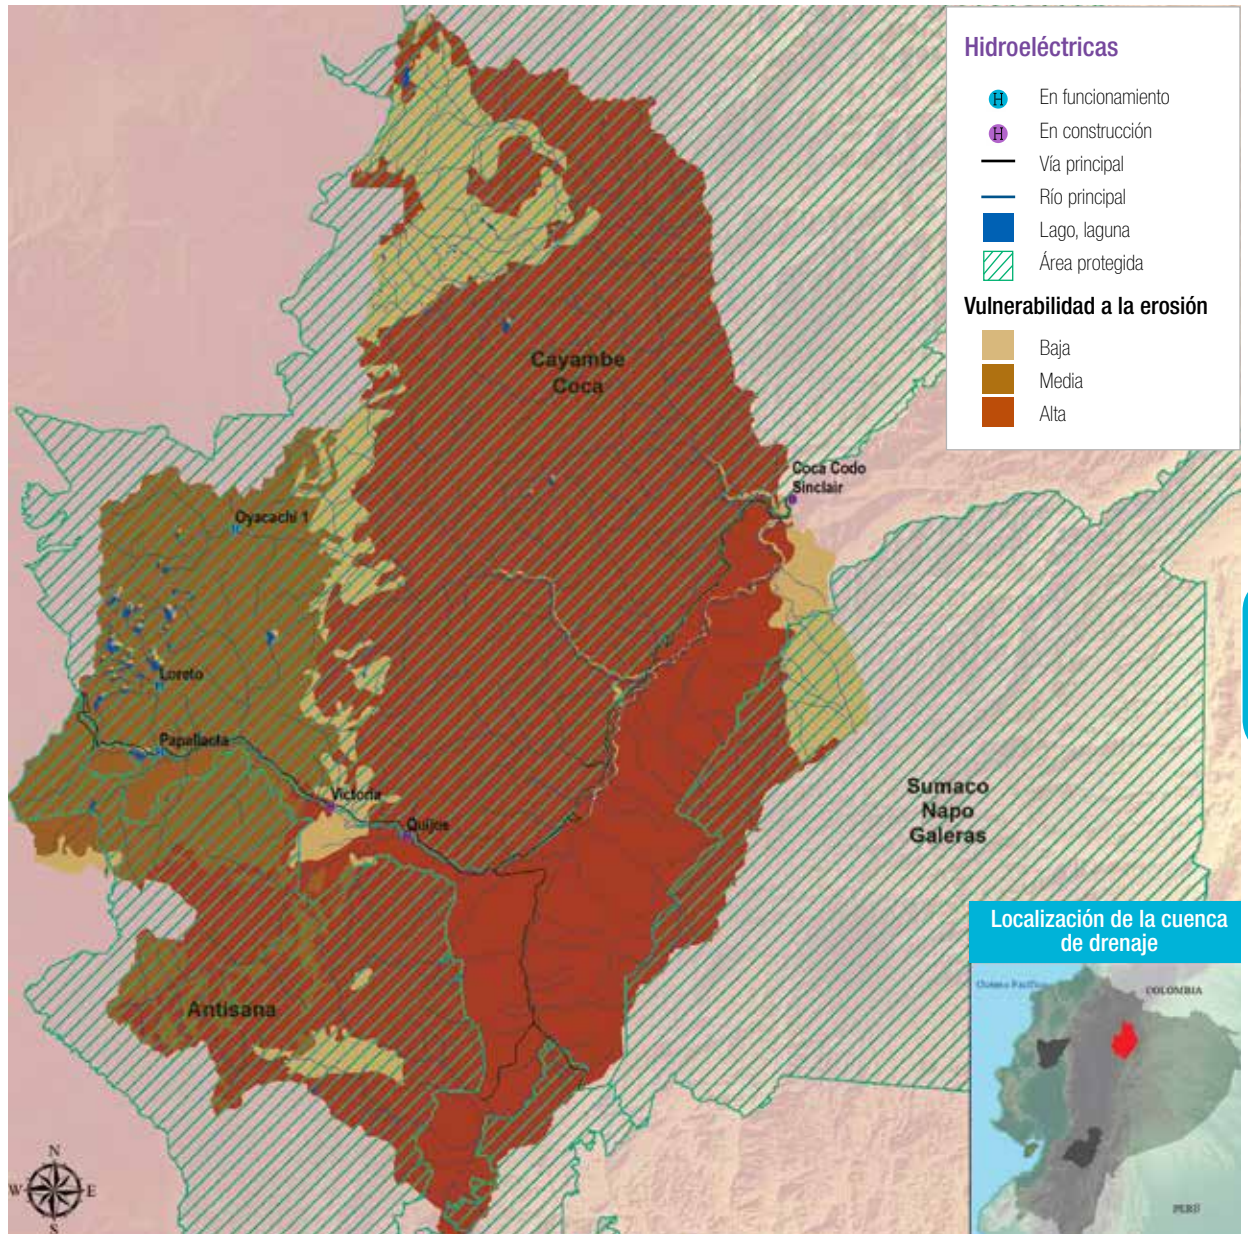 Hidroeléctricas
H
En funcionamiento
H
En construcción
Vía principal
Río principal
Lago, laguna
Área protegida
Vulnerabilidad a la erosión
Baja
Media
Alta
Cayambe
Coca
Coca Codo
Sinclair
Oyacachi 1
Loreto
Papallacta
Victoria
Quijos
Sumaco
Napo
Galeras
Antisana
Localización de la cuenca
de drenaje
Océano Pacífico
COLOMBIA
PERÚ
N
W
E
S